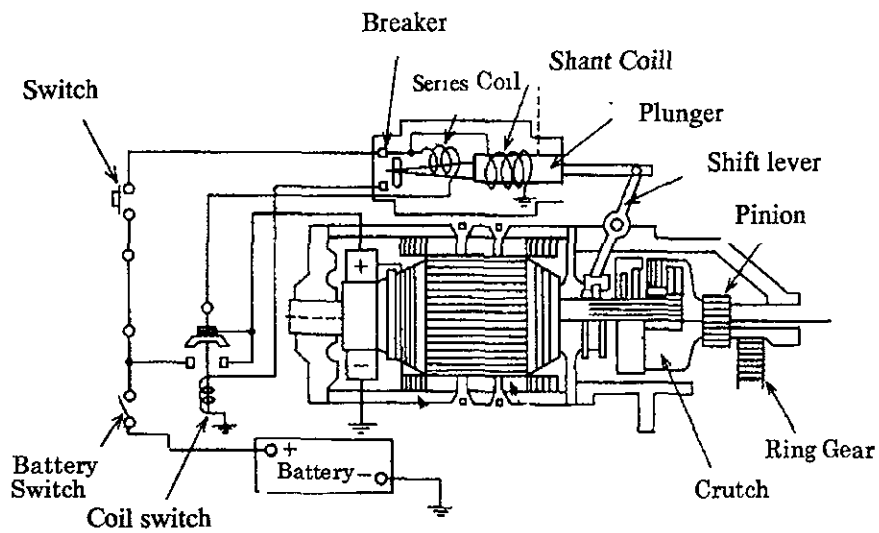 Breaker
Series Coil
Shant Coill
Switch
Plunger
Shift lever
Pinion
+
−
+
Battery −
Battery
Switch
Coil switch
Ring Gear
Crutch